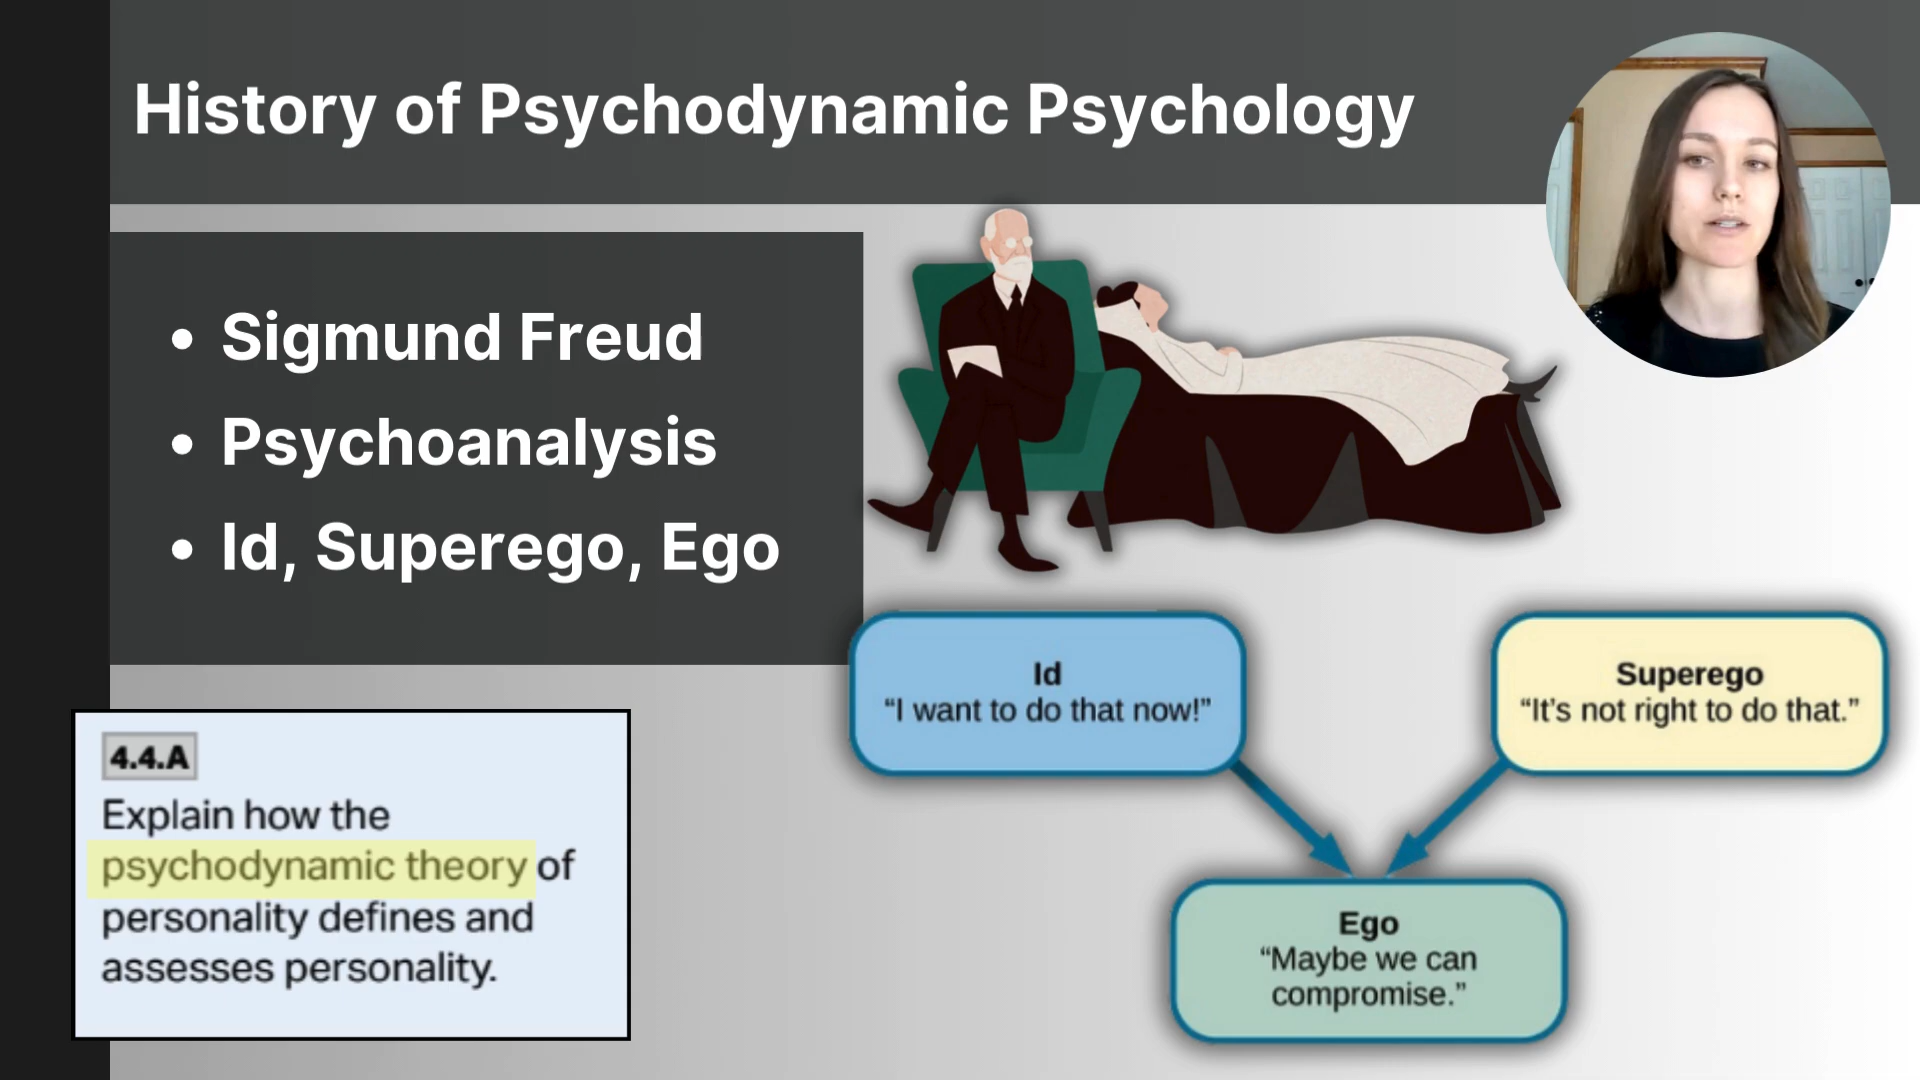 History of Psychodynamic Psychology
• Sigmund Freud
• Psychoanalysis
• Id, Superego, Ego
Id
“I want to do that now!”
Superego
“It's not right to do that.”
Ego
“Maybe we can
compromise.”
4.4.A
Explain how the
psychodynamic theory of
personality defines and
assesses personality.